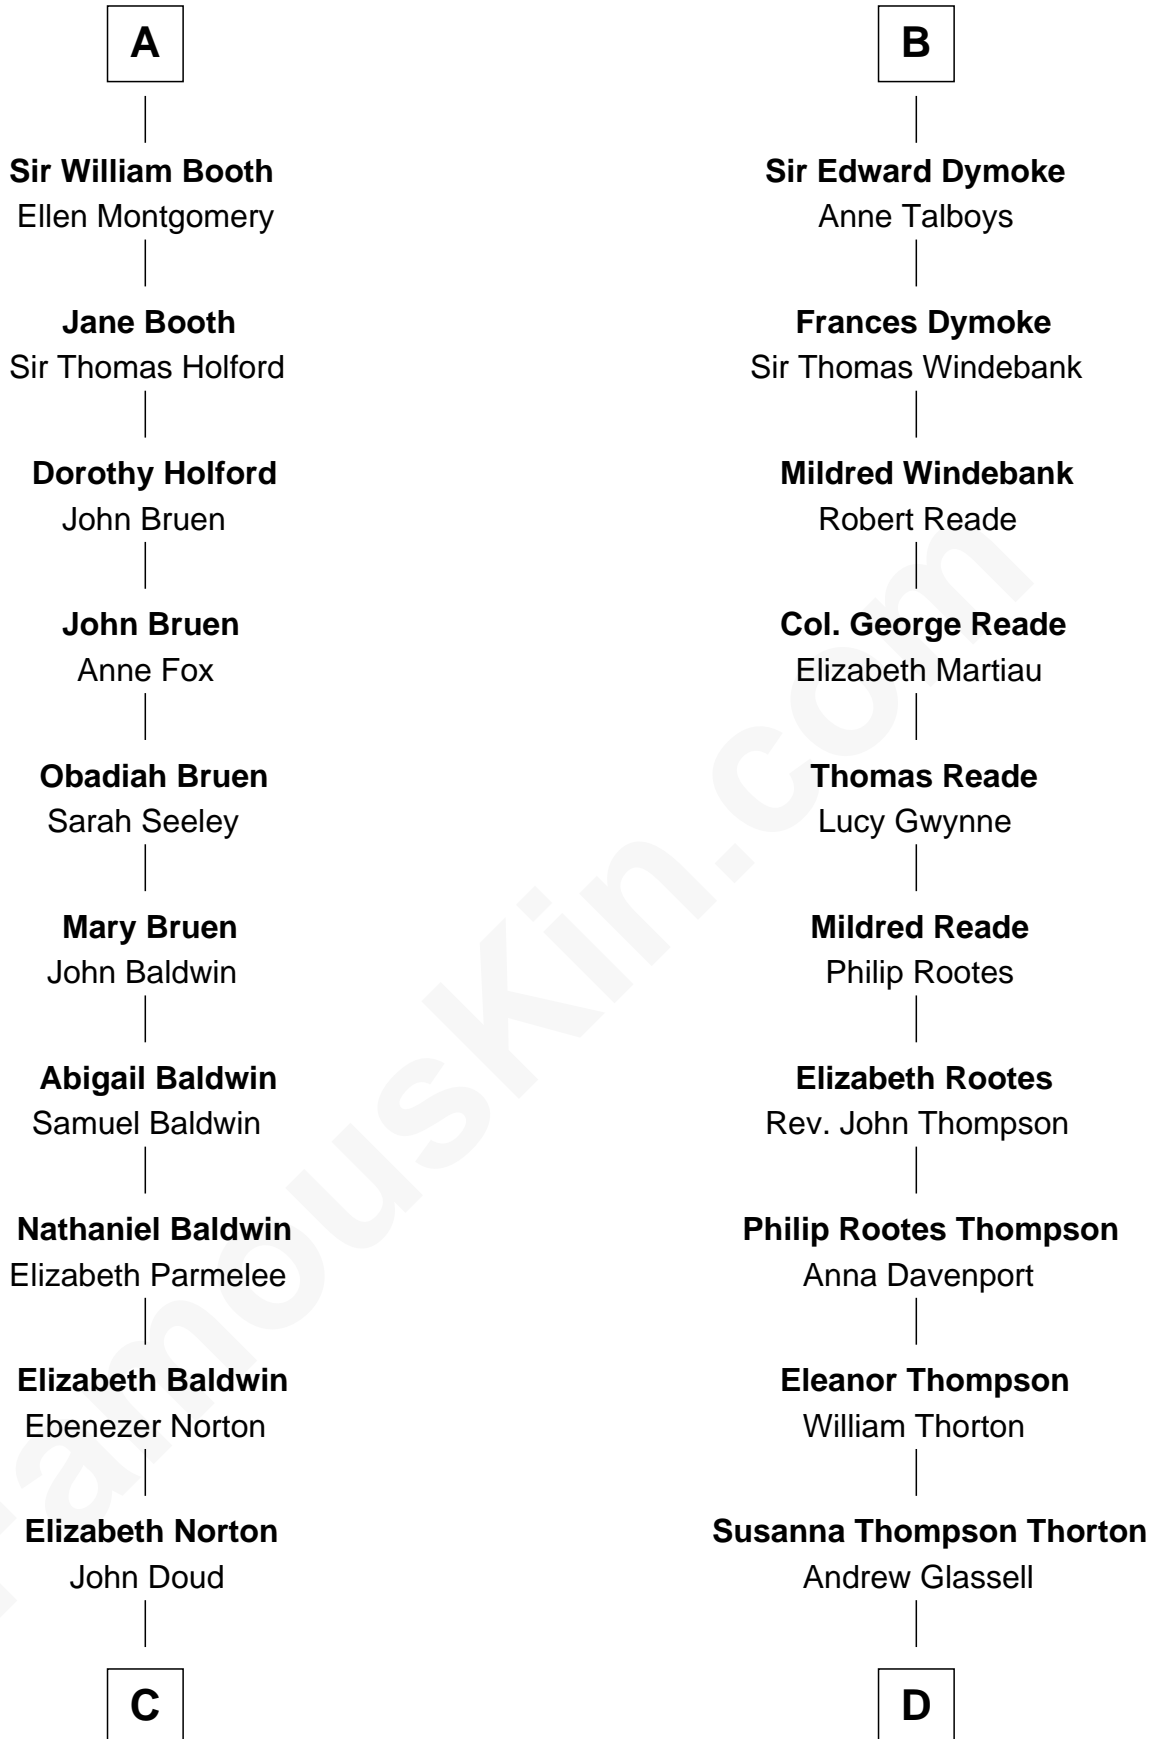 A
Sir William Booth
Ellen Montgomery
Jane Booth
Sir Thomas Holford
Dorothy Holford
John Bruen
John Bruen
Anne Fox
Obadiah Bruen
Sarah Seeley
Mary Bruen
John Baldwin
Abigail Baldwin
Samuel Baldwin
Nathaniel Baldwin
Elizabeth Parmelee
Elizabeth Baldwin
Ebenezer Norton
Elizabeth Norton
John Doud
C
B
Sir Edward Dymoke
Anne Talboys
Frances Dymoke
Sir Thomas Windebank
Mildred Windebank
Robert Reade
Col. George Reade
Elizabeth Martiau
Thomas Reade
Lucy Gwynne
Mildred Reade
Philip Rootes
Elizabeth Rootes
Rev. John Thompson
Philip Rootes Thompson
Anna Davenport
Eleanor Thompson
William Thorton
Susanna Thompson Thorton
Andrew Glassell
D
FamousKin.com